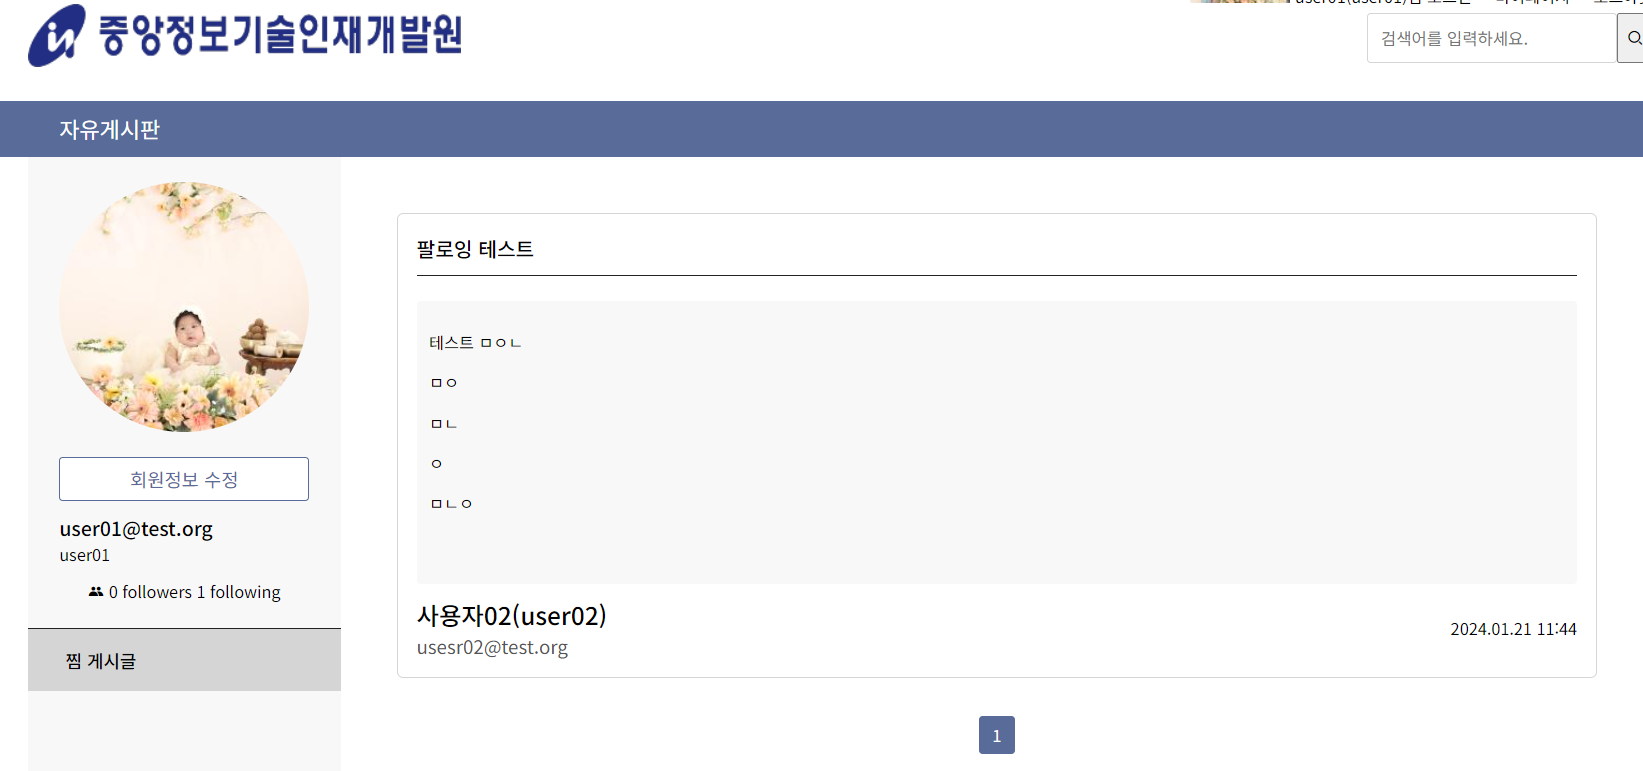 중앙정보기술인재개발원
검색어를 입력하세요.
자유게시판
회원정보 수정
user01@test.org
user01
0 followers 1 following
찜 게시글
팔로잉 테스트
테스트 ㅁㅇㄴ
ㅁㅇ
ㅁㄴ
ㅇ
ㅁㄴㅇ
사용자02(user02)
usesr02@test.org
2024.01.21 11:44
1